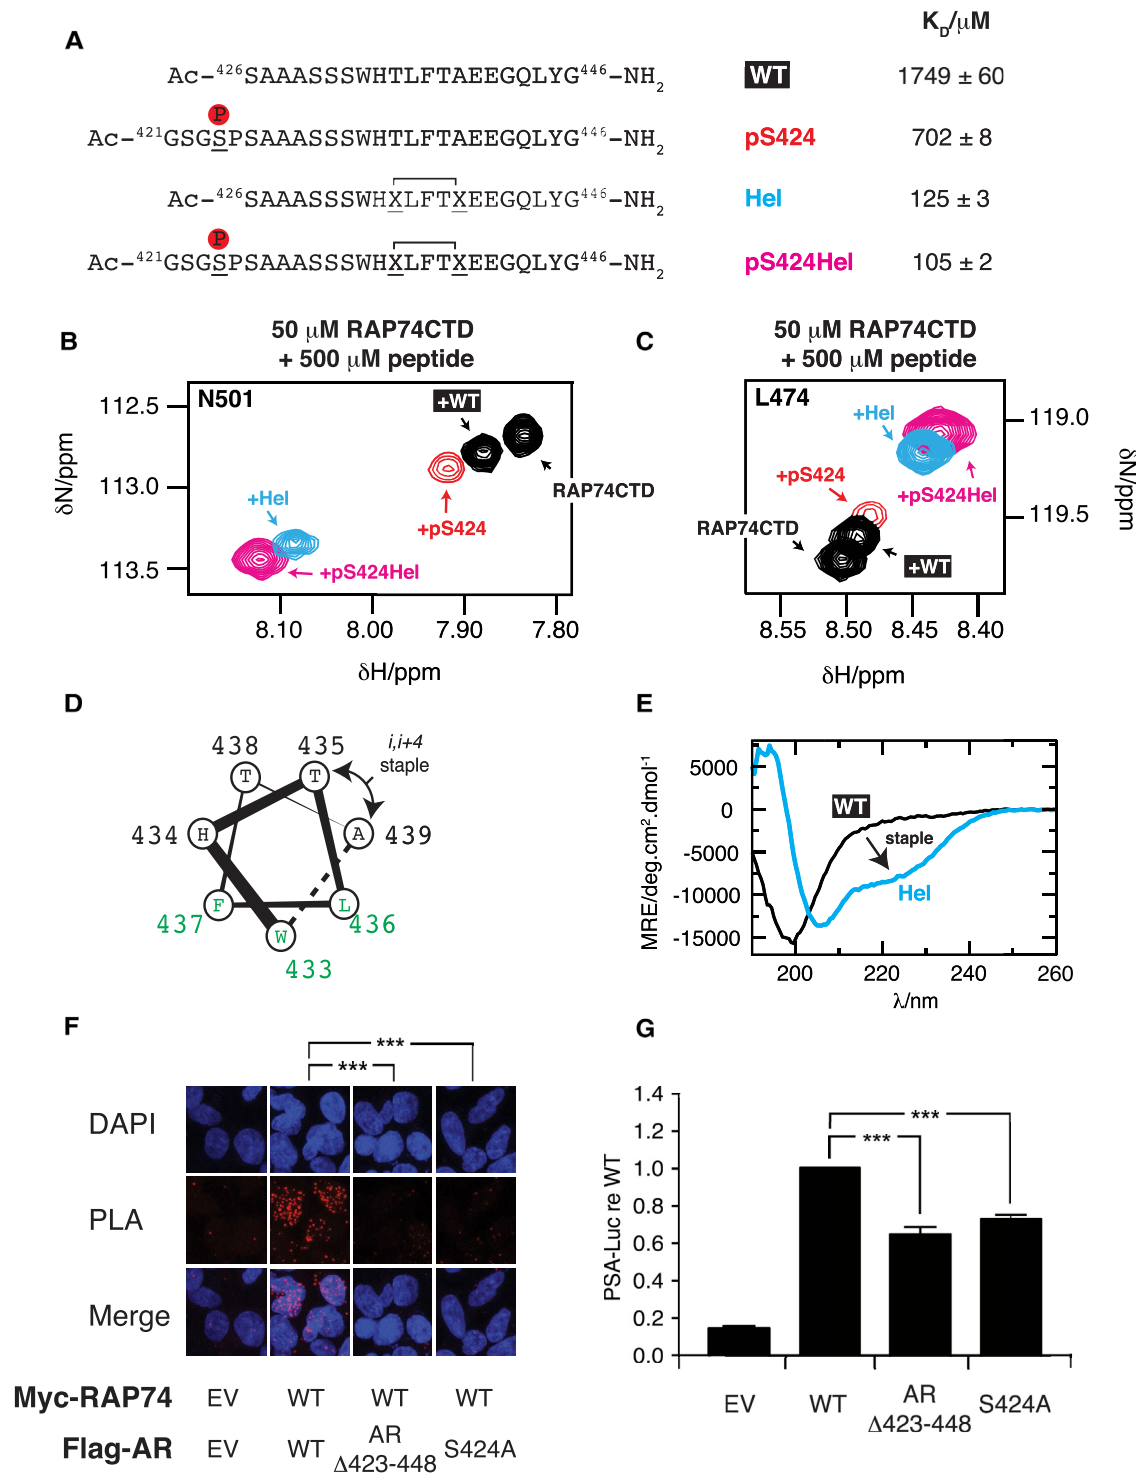 A
K_D/μM
Ac-⁴²⁶SAAASSSWHTLFTAEEGQLYG⁴⁴⁶-NH₂
WT
1749 ± 60
P
Ac-⁴²¹GSGSPSAAASSSWHTLFTAEEGQLYG⁴⁴⁶-NH₂
pS424
702 ± 8
Ac-⁴²⁶SAAASSSWHXLFTXEEGQLYG⁴⁴⁶-NH₂
Hel
125 ± 3
P
Ac-⁴²¹GSGSPSAAASSSWHXLFTXEEGQLYG⁴⁴⁶-NH₂
pS424Hel
105 ± 2
B
50 μM RAP74CTD
+ 500 μM peptide
N501
+WT
RAP74CTD
+pS424
+Hel
+pS424Hel
112.5
113.0
113.5
δN/ppm
8.10 8.00 7.90 7.80
δH/ppm
C
50 μM RAP74CTD
+ 500 μM peptide
L474
+Hel
+pS424Hel
+pS424
RAP74CTD
+WT
119.0
119.5
δN/ppm
8.55 8.50 8.45 8.40
δH/ppm
D
438 435
i,i+4
staple
T T
434 H A 439
F L
437 436
W
433
E
5000
0
-5000
-10000
-15000
MRE/deg.cm².dmol⁻¹
WT
staple
Hel
200 220 240 260
λ/nm
F
***
***
DAPI
PLA
Merge
Myc-RAP74 EV WT WT WT
Flag-AR EV WT AR Δ423-448 S424A
G
1.4
1.2
1.0
0.8
0.6
0.4
0.2
0.0
PSA-Luc re WT
***
***
EV WT AR Δ423-448 S424A